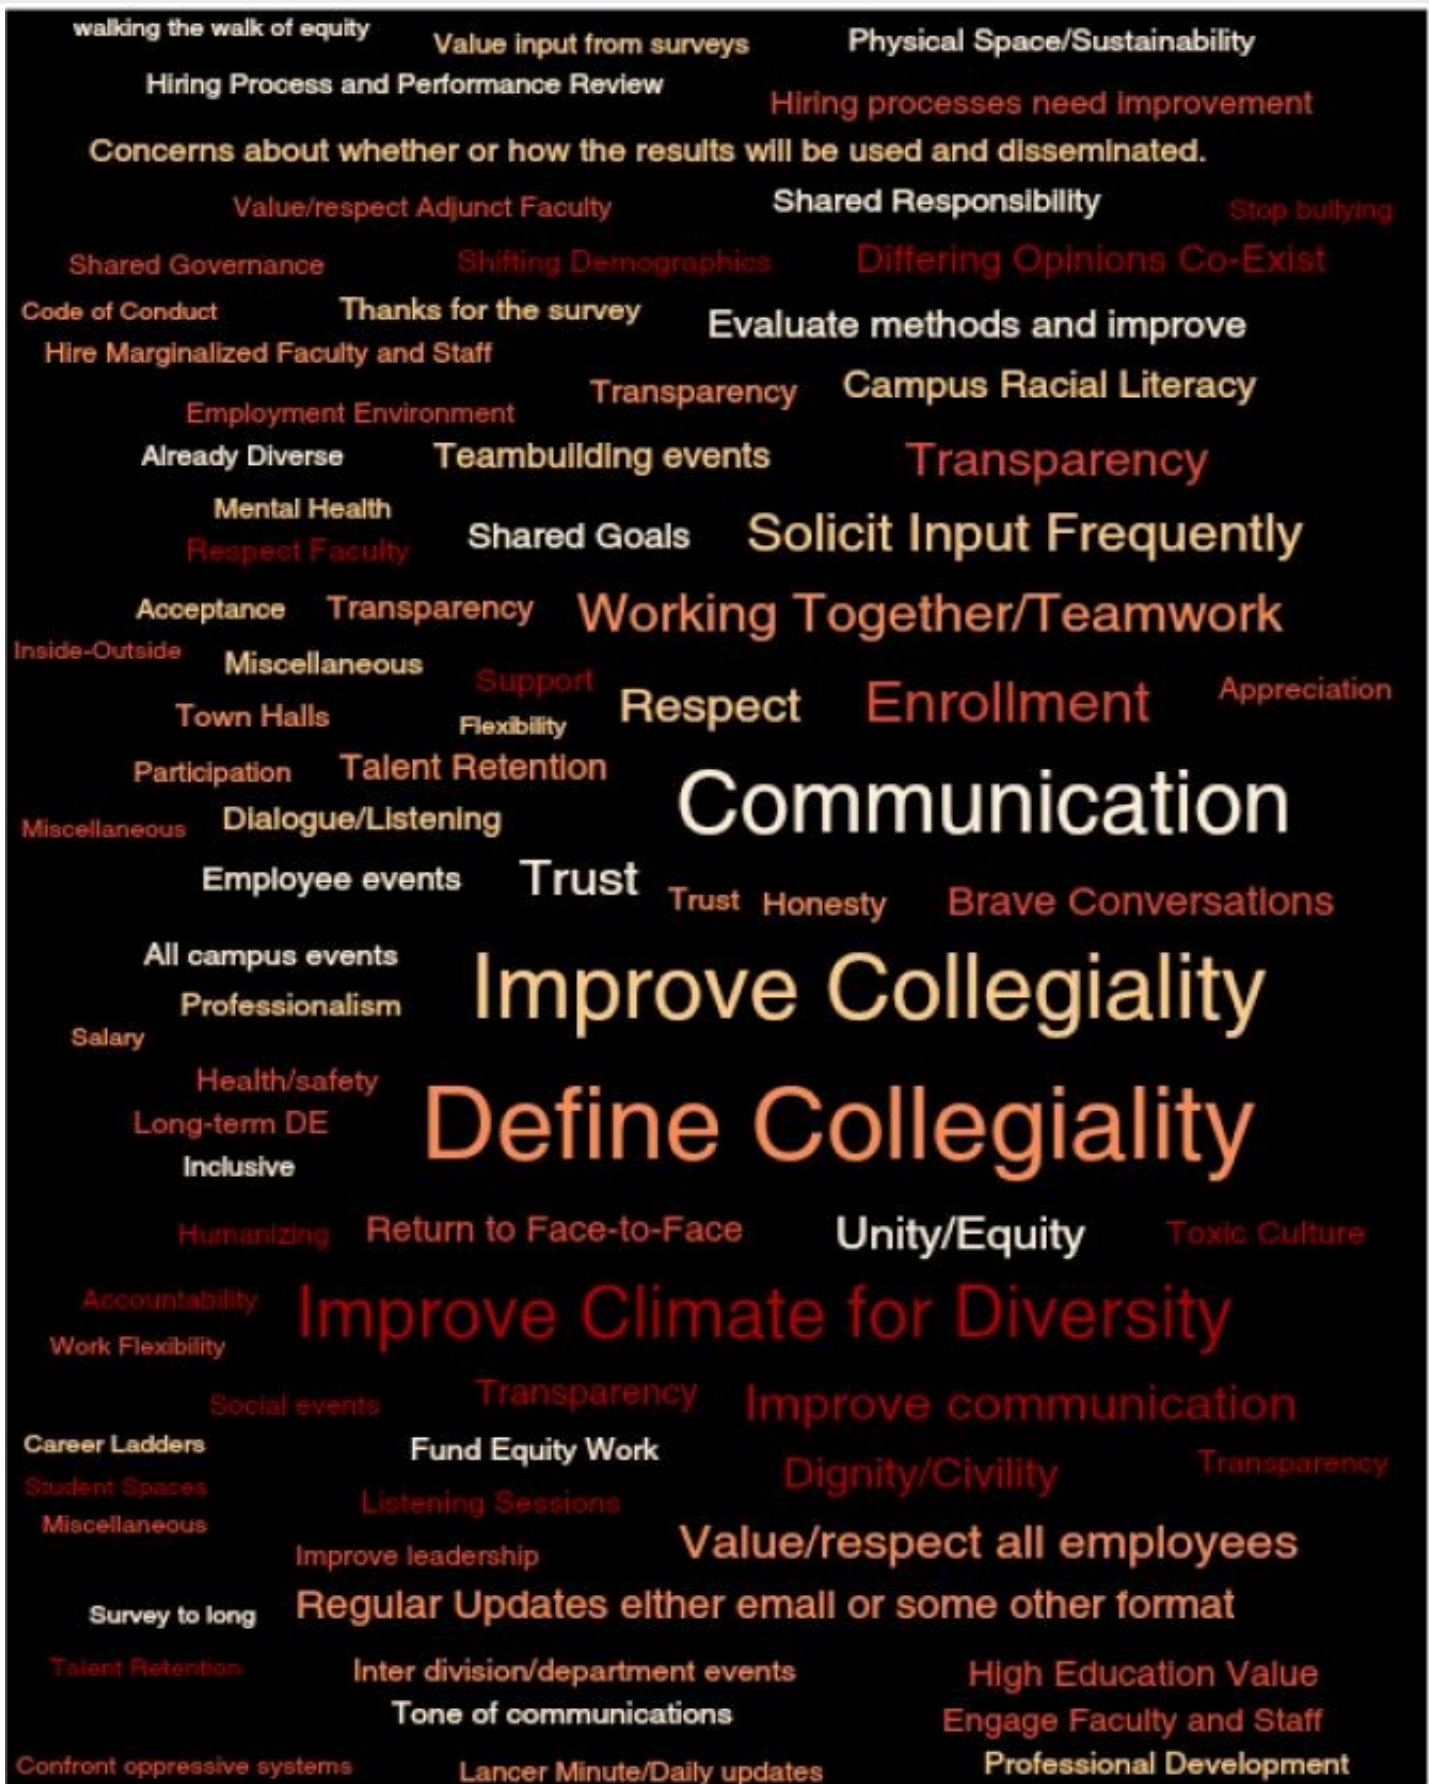 walking the walk of equity
Value input from surveys
Physical Space/Sustainability
Hiring Process and Performance Review
Hiring processes need improvement
Concerns about whether or how the results will be used and disseminated.
Value/respect Adjunct Faculty
Shared Responsibility
Stop bullying
Shared Governance
Shifting Demographics
Differing Opinions Co-Exist
Code of Conduct
Thanks for the survey
Evaluate methods and improve
Hire Marginalized Faculty and Staff
Transparency
Campus Racial Literacy
Employment Environment
Already Diverse
Teambuilding events
Transparency
Mental Health
Respect Faculty
Shared Goals
Solicit Input Frequently
Acceptance
Transparency
Working Together/Teamwork
Inside-Outside
Miscellaneous
Support
Respect
Enrollment
Appreciation
Town Halls
Flexibility
Participation
Talent Retention
Communication
Miscellaneous
Dialogue/Listening
Employee events
Trust
Trust
Honesty
Brave Conversations
All campus events
Improve Collegiality
Professionalism
Salary
Health/safety
Define Collegiality
Long-term DE
Inclusive
Humanizing
Return to Face-to-Face
Unity/Equity
Toxic Culture
Accountability
Improve Climate for Diversity
Work Flexibility
Social events
Transparency
Improve communication
Career Ladders
Fund Equity Work
Dignity/Civility
Transparency
Student Spaces
Listening Sessions
Miscellaneous
Improve leadership
Value/respect all employees
Survey to long
Regular Updates either email or some other format
Talent Retention
Inter division/department events
High Education Value
Tone of communications
Engage Faculty and Staff
Confront oppressive systems
Lancer Minute/Daily updates
Professional Development